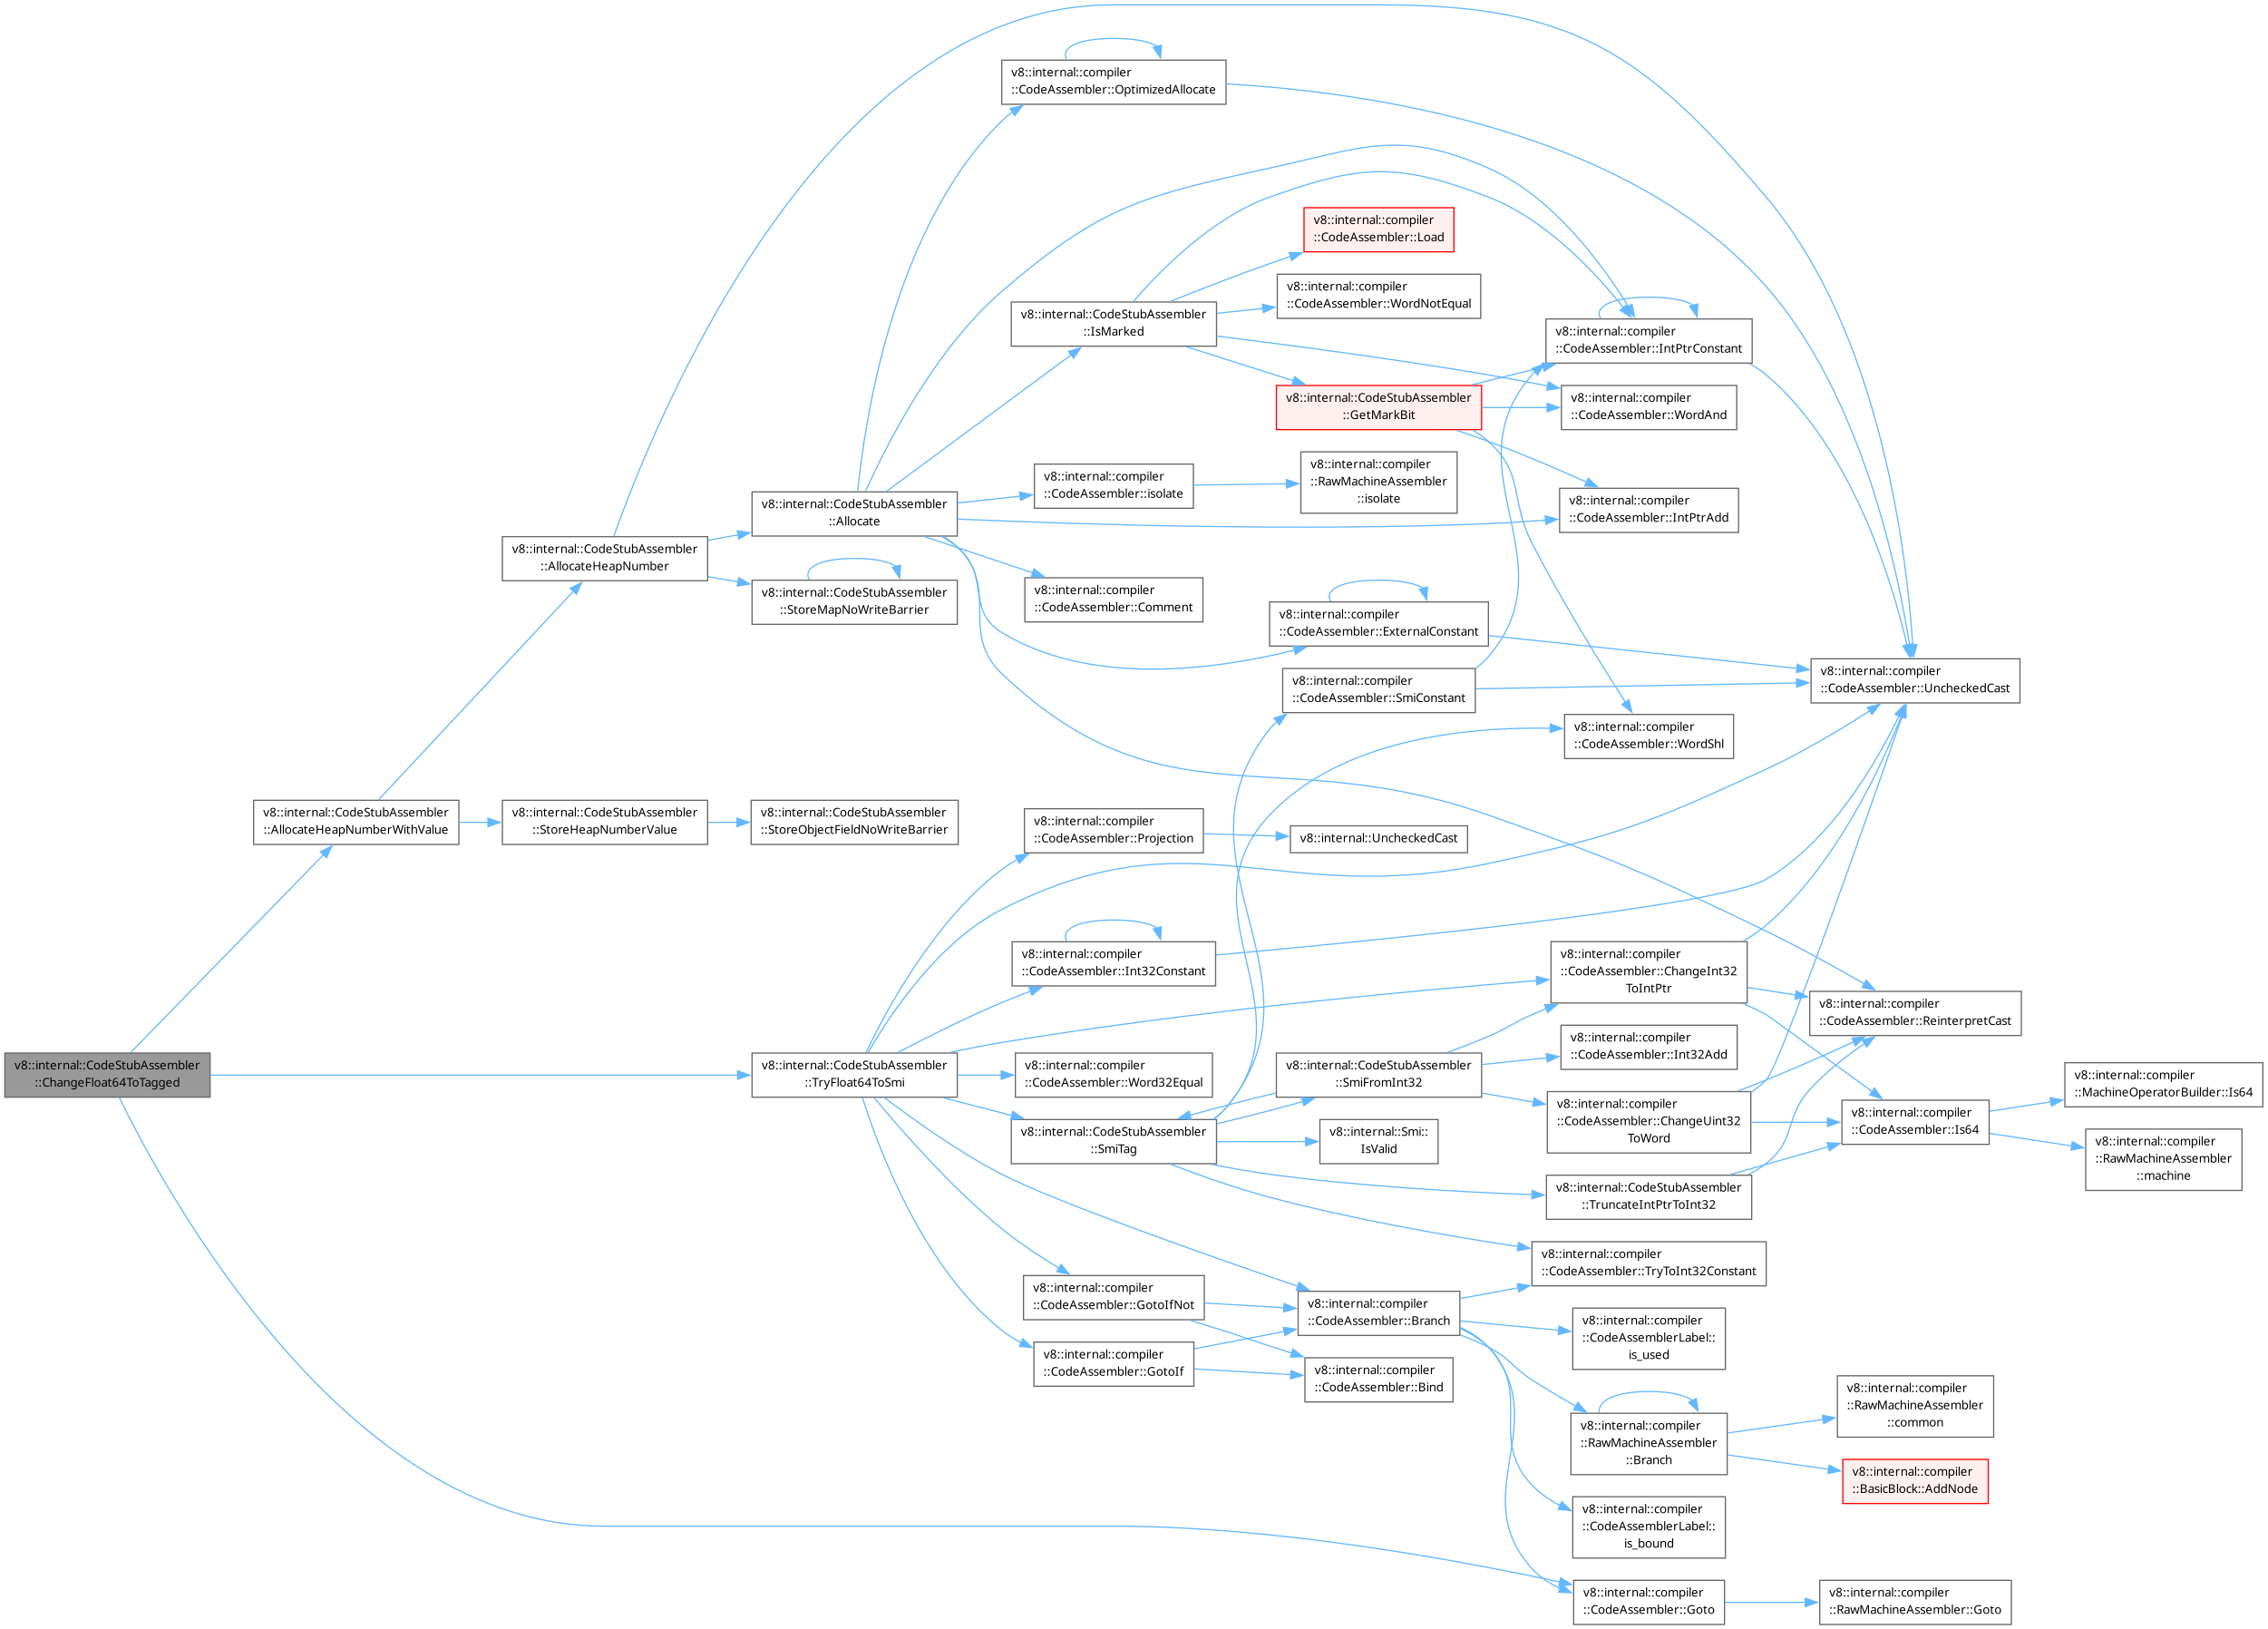 v8::internal::CodeStubAssembler
::ChangeFloat64ToTagged
v8::internal::CodeStubAssembler
::AllocateHeapNumberWithValue
v8::internal::CodeStubAssembler
::AllocateHeapNumber
v8::internal::CodeStubAssembler
::StoreHeapNumberValue
v8::internal::CodeStubAssembler
::Allocate
v8::internal::CodeStubAssembler
::StoreMapNoWriteBarrier
v8::internal::CodeStubAssembler
::StoreObjectFieldNoWriteBarrier
v8::internal::CodeStubAssembler
::TryFloat64ToSmi
v8::internal::compiler
::CodeAssembler::OptimizedAllocate
v8::internal::CodeStubAssembler
::IsMarked
v8::internal::compiler
::CodeAssembler::isolate
v8::internal::compiler
::CodeAssembler::Comment
v8::internal::compiler
::CodeAssembler::Projection
v8::internal::compiler
::CodeAssembler::Int32Constant
v8::internal::compiler
::CodeAssembler::Word32Equal
v8::internal::CodeStubAssembler
::SmiTag
v8::internal::compiler
::CodeAssembler::GotoIfNot
v8::internal::compiler
::CodeAssembler::GotoIf
v8::internal::compiler
::CodeAssembler::Load
v8::internal::compiler
::CodeAssembler::WordNotEqual
v8::internal::CodeStubAssembler
::GetMarkBit
v8::internal::compiler
::RawMachineAssembler
::isolate
v8::internal::compiler
::CodeAssembler::ExternalConstant
v8::internal::compiler
::CodeAssembler::SmiConstant
v8::internal::UncheckedCast
v8::internal::CodeStubAssembler
::SmiFromInt32
v8::internal::Smi::
IsValid
v8::internal::compiler
::CodeAssembler::Branch
v8::internal::compiler
::CodeAssembler::Bind
v8::internal::compiler
::CodeAssembler::IntPtrConstant
v8::internal::compiler
::CodeAssembler::WordAnd
v8::internal::compiler
::CodeAssembler::IntPtrAdd
v8::internal::compiler
::CodeAssembler::WordShl
v8::internal::compiler
::CodeAssembler::ChangeInt32
ToIntPtr
v8::internal::compiler
::CodeAssembler::Int32Add
v8::internal::compiler
::CodeAssembler::ChangeUint32
ToWord
v8::internal::CodeStubAssembler
::TruncateIntPtrToInt32
v8::internal::compiler
::CodeAssembler::TryToInt32Constant
v8::internal::compiler
::CodeAssemblerLabel::
is_used
v8::internal::compiler
::RawMachineAssembler
::Branch
v8::internal::compiler
::CodeAssemblerLabel::
is_bound
v8::internal::compiler
::CodeAssembler::Goto
v8::internal::compiler
::CodeAssembler::UncheckedCast
v8::internal::compiler
::CodeAssembler::ReinterpretCast
v8::internal::compiler
::CodeAssembler::Is64
v8::internal::compiler
::RawMachineAssembler
::common
v8::internal::compiler
::BasicBlock::AddNode
v8::internal::compiler
::RawMachineAssembler::Goto
v8::internal::compiler
::MachineOperatorBuilder::Is64
v8::internal::compiler
::RawMachineAssembler
::machine